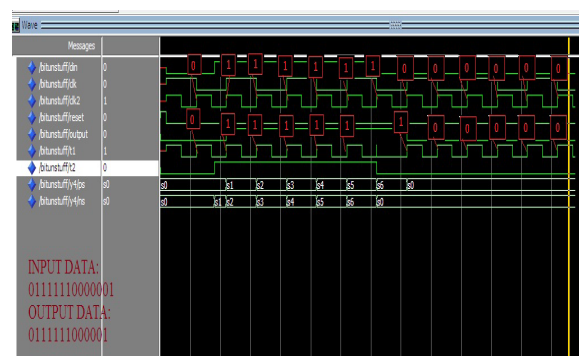 Wave
Messages
/bitunstuff/din 0 0 1 1 1 1 1 1 0 0 0 0 0 0
/bitunstuff/clk 0
/bitunstuff/clk2 1
/bitunstuff/reset 0
/bitunstuff/output 0 0 1 1 1 1 1 1 0 0 0 0 0
/bitunstuff/t1 1
/bitunstuff/t2 0
/bitunstuff/y4/ps s0 s0 s1 s2 s3 s4 s5 s6 s0
/bitunstuff/y4/ns s0 s0 s1 s2 s3 s4 s5 s6 s0
INPUT DATA:
01111110000001
OUTPUT DATA:
0111111000001